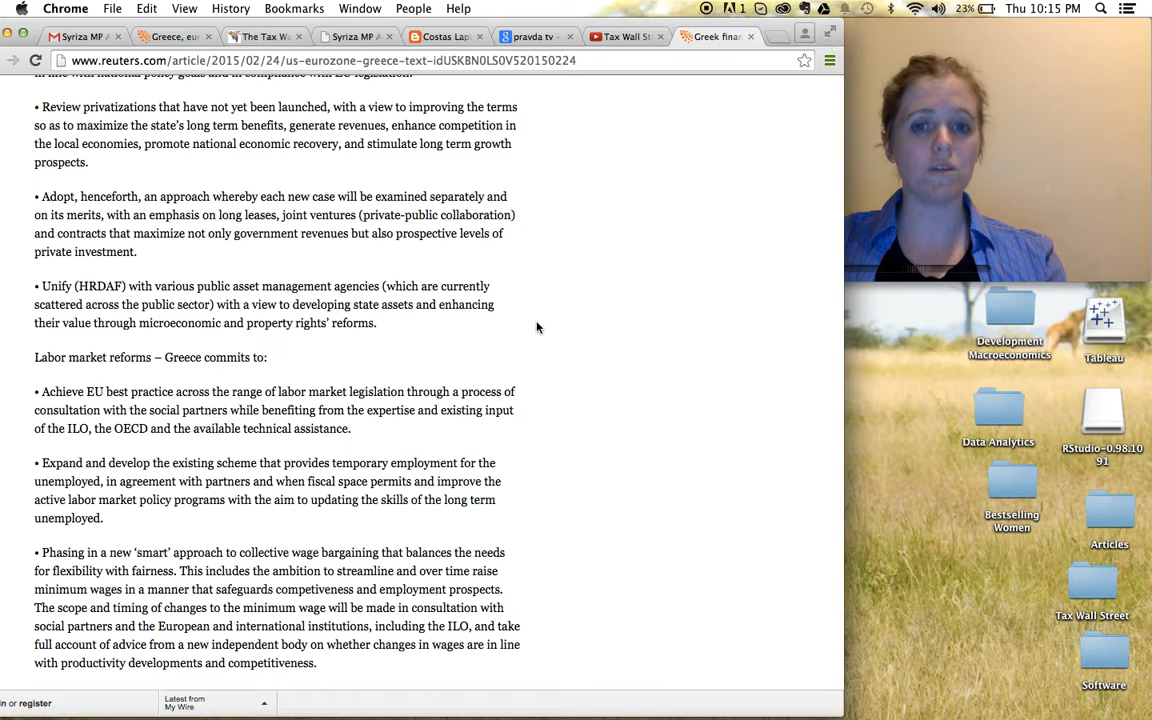 Chrome File Edit View History Bookmarks Window People Help
1 23% Thu 10:15 PM
Syriza MP A
Greece, eur
The Tax Wa
Syriza MP A
Costas Lap
pravda tv –
Tax Wall St
Greek finan
www.reuters.com/article/2015/02/24/us-eurozone-greece-text-idUSKBN0LS0V520150224
in line with national policy goals and in compliance with EU legislation.
• Review privatizations that have not yet been launched, with a view to improving the terms
so as to maximize the state's long term benefits, generate revenues, enhance competition in
the local economies, promote national economic recovery, and stimulate long term growth
prospects.
• Adopt, henceforth, an approach whereby each new case will be examined separately and
on its merits, with an emphasis on long leases, joint ventures (private-public collaboration)
and contracts that maximize not only government revenues but also prospective levels of
private investment.
• Unify (HRDAF) with various public asset management agencies (which are currently
scattered across the public sector) with a view to developing state assets and enhancing
their value through microeconomic and property rights' reforms.
Labor market reforms – Greece commits to:
• Achieve EU best practice across the range of labor market legislation through a process of
consultation with the social partners while benefiting from the expertise and existing input
of the ILO, the OECD and the available technical assistance.
• Expand and develop the existing scheme that provides temporary employment for the
unemployed, in agreement with partners and when fiscal space permits and improve the
active labor market policy programs with the aim to updating the skills of the long term
unemployed.
• Phasing in a new 'smart' approach to collective wage bargaining that balances the needs
for flexibility with fairness. This includes the ambition to streamline and over time raise
minimum wages in a manner that safeguards competiveness and employment prospects.
The scope and timing of changes to the minimum wage will be made in consultation with
social partners and the European and international institutions, including the ILO, and take
full account of advice from a new independent body on whether changes in wages are in line
with productivity developments and competitiveness.
in or register
Latest from
My Wire
Development
Macroeconomics
Tableau
Data Analytics
RStudio-0.98.10
91
Bestselling
Women
Articles
Tax Wall Street
Software